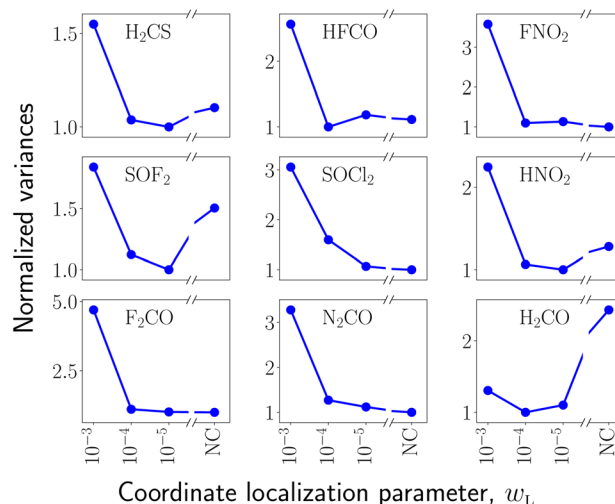 Normalized variances
H₂CS
1.5
1.0
HFCO
2
1
FNO₂
3
2
1
SOF₂
1.5
1.0
SOCl₂
3
2
1
HNO₂
2
1
F₂CO
5.0
2.5
N₂CO
3
2
1
H₂CO
2
1
10⁻³ 10⁻⁴ 10⁻⁵ NC
10⁻³ 10⁻⁴ 10⁻⁵ NC
10⁻³ 10⁻⁴ 10⁻⁵ NC
Coordinate localization parameter, w_L